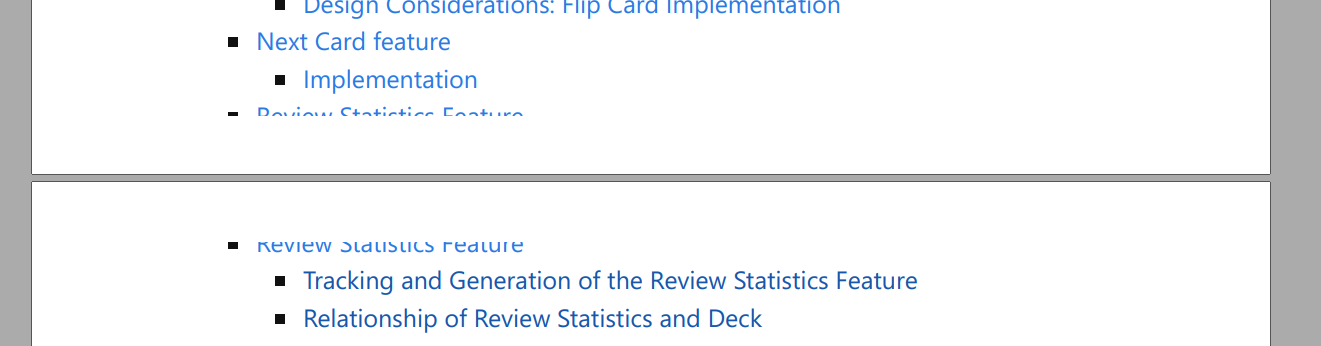 Design Considerations: Flip Card Implementation
Next Card feature
Implementation
Review Statistics Feature
Review Statistics Feature
Tracking and Generation of the Review Statistics Feature
Relationship of Review Statistics and Deck